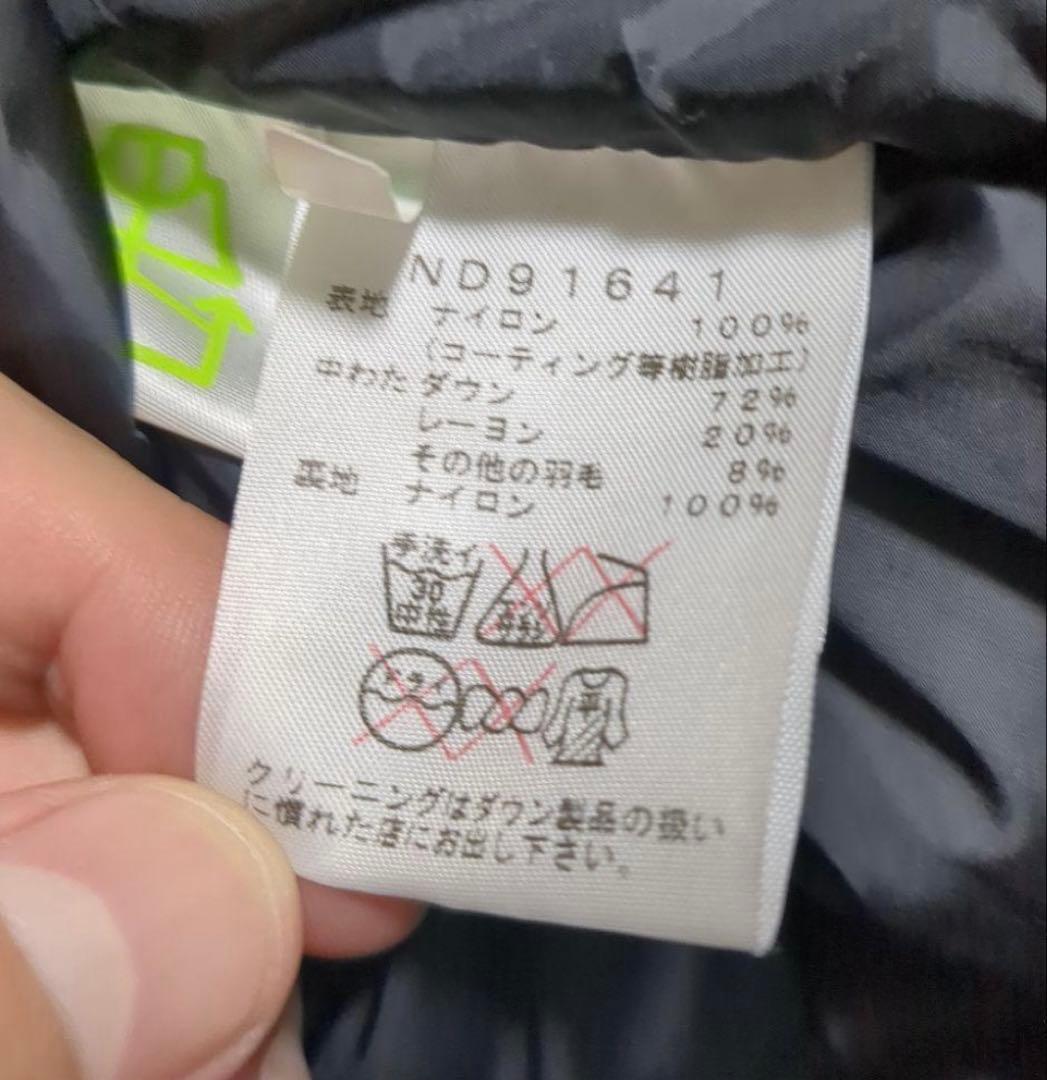 ND91641
表地 ナイロン 100%
(コーティング等樹脂加工)
中わた ダウン 72%
レーヨン 20%
その他の羽毛 8%
裏地 ナイロン 100%
手洗イ
30
中性
クリーニングはダウン製品の扱い
に慣れた店にお出し下さい。